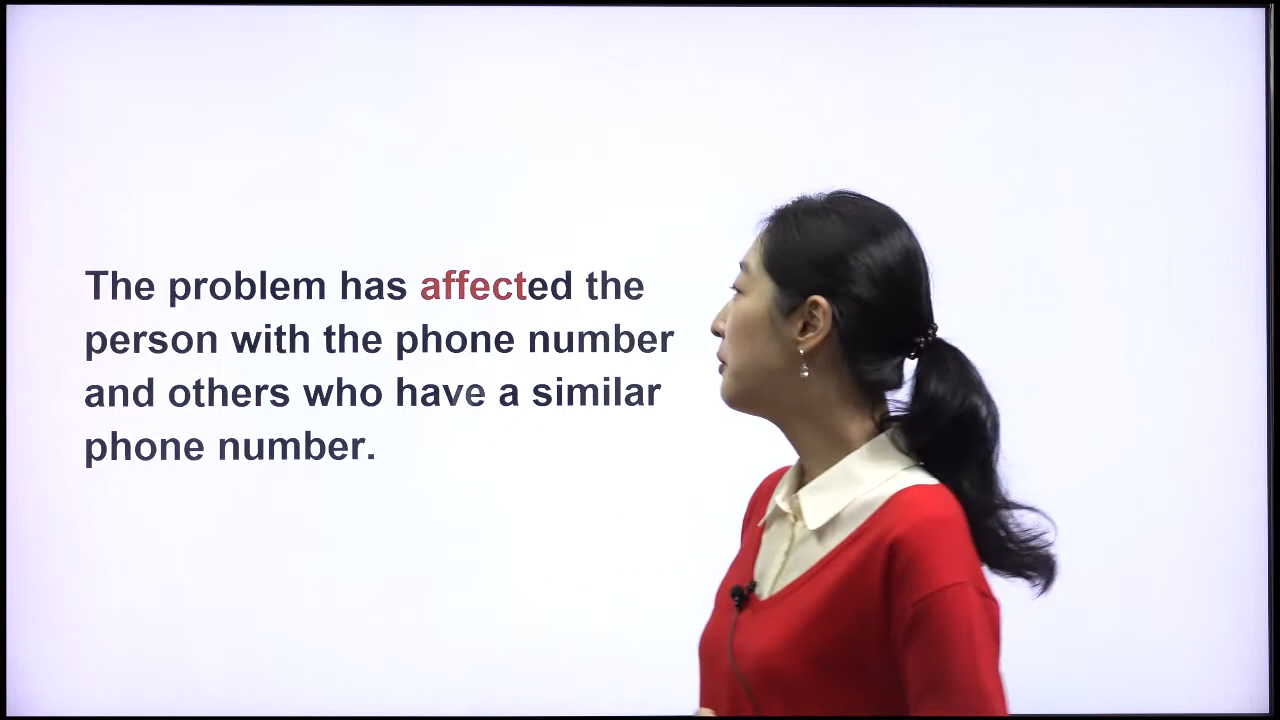 The problem has affected the
person with the phone number
and others who have a similar
phone number.